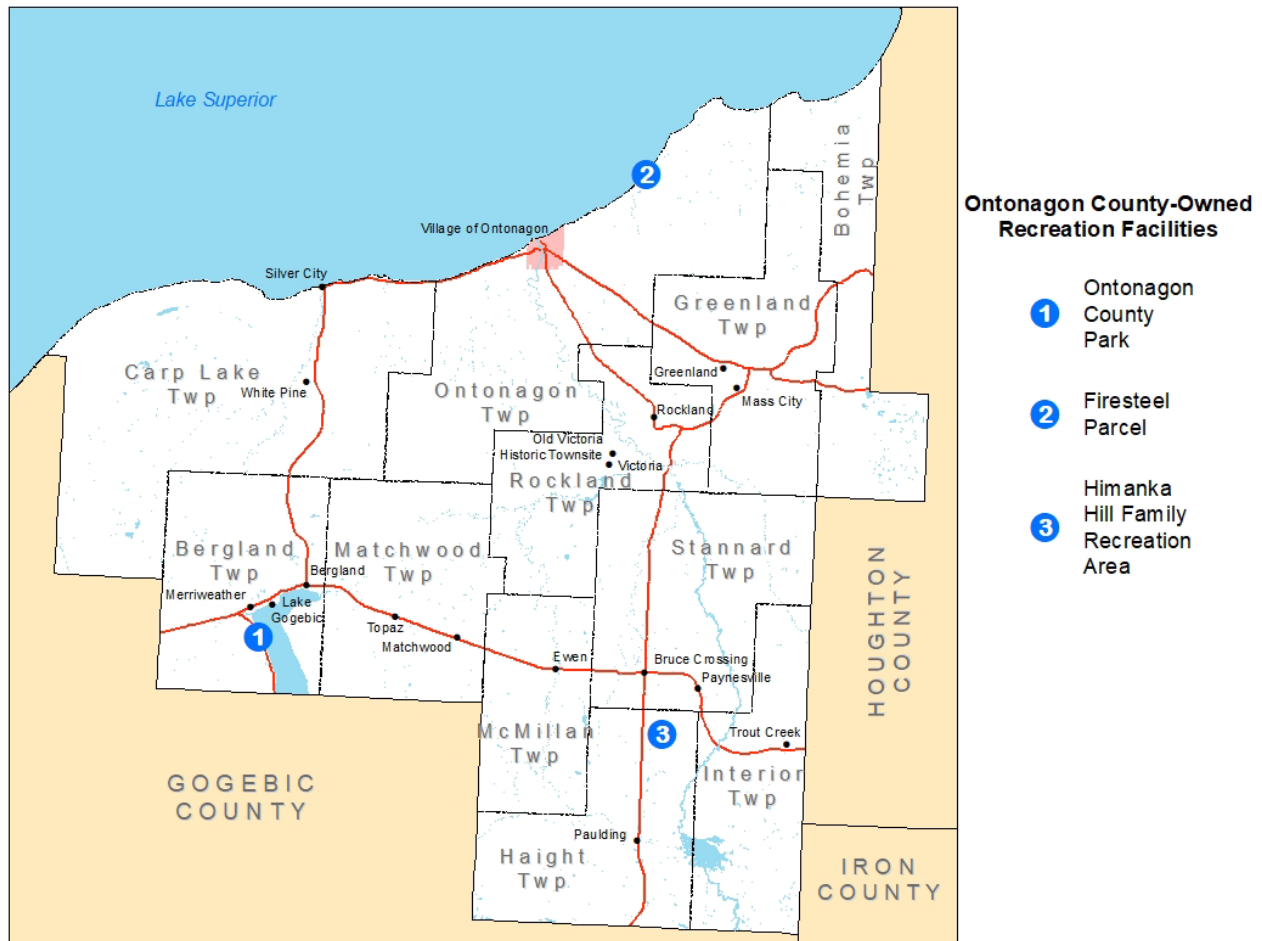 Lake Superior
Bohemia
Twp
2
Village of Ontonagon
Silver City
Greenland
Twp
Carp Lake
Twp
White Pine
Ontonagon
Twp
Greenland
Mass City
Rockland
Old Victoria
Historic Townsite
Victoria
Rockland
Twp
Bergland
Twp
Matchwood
Twp
Stannard
Twp
Bergland
Merriweather
Lake
Gogebic
1
Topaz
Matchwood
Ewen
Bruce Crossing
Paynesville
McMillan
Twp
3
Trout Creek
Interior
Twp
Paulding
Haight
Twp
GOGEBIC
COUNTY
HOUGHTON
COUNTY
IRON
COUNTY
Ontonagon County-Owned
Recreation Facilities
1
Ontonagon
County
Park
2
Firesteel
Parcel
3
Himanka
Hill Family
Recreation
Area